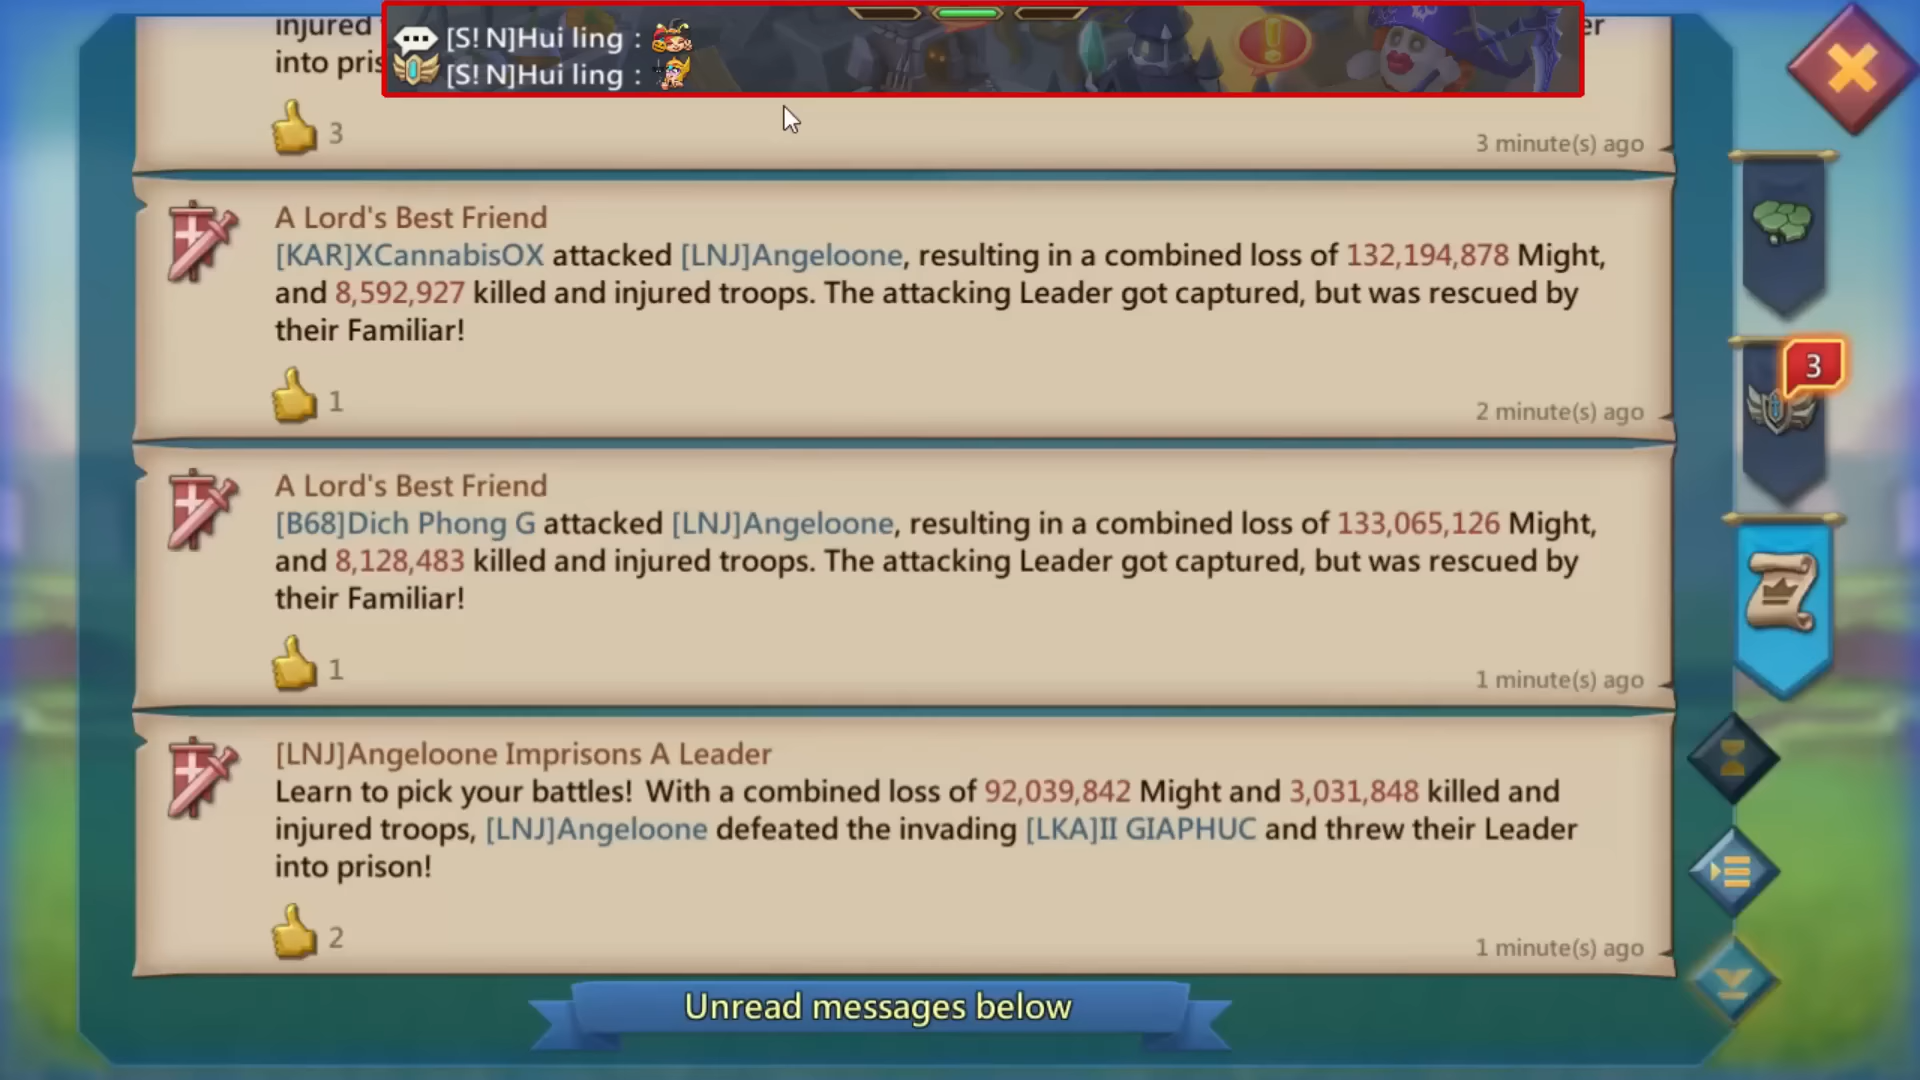 injured
into pris
[S! N]Hui ling :
[S! N]Hui ling :
er
3
3 minute(s) ago
A Lord's Best Friend
[KAR]XCannabisOX attacked [LNJ]Angeloone, resulting in a combined loss of 132,194,878 Might,
and 8,592,927 killed and injured troops. The attacking Leader got captured, but was rescued by
their Familiar!
1
2 minute(s) ago
3
A Lord's Best Friend
[B68]Dich Phong G attacked [LNJ]Angeloone, resulting in a combined loss of 133,065,126 Might,
and 8,128,483 killed and injured troops. The attacking Leader got captured, but was rescued by
their Familiar!
1
1 minute(s) ago
[LNJ]Angeloone Imprisons A Leader
Learn to pick your battles! With a combined loss of 92,039,842 Might and 3,031,848 killed and
injured troops, [LNJ]Angeloone defeated the invading [LKA]II GIAPHUC and threw their Leader
into prison!
2
1 minute(s) ago
Unread messages below